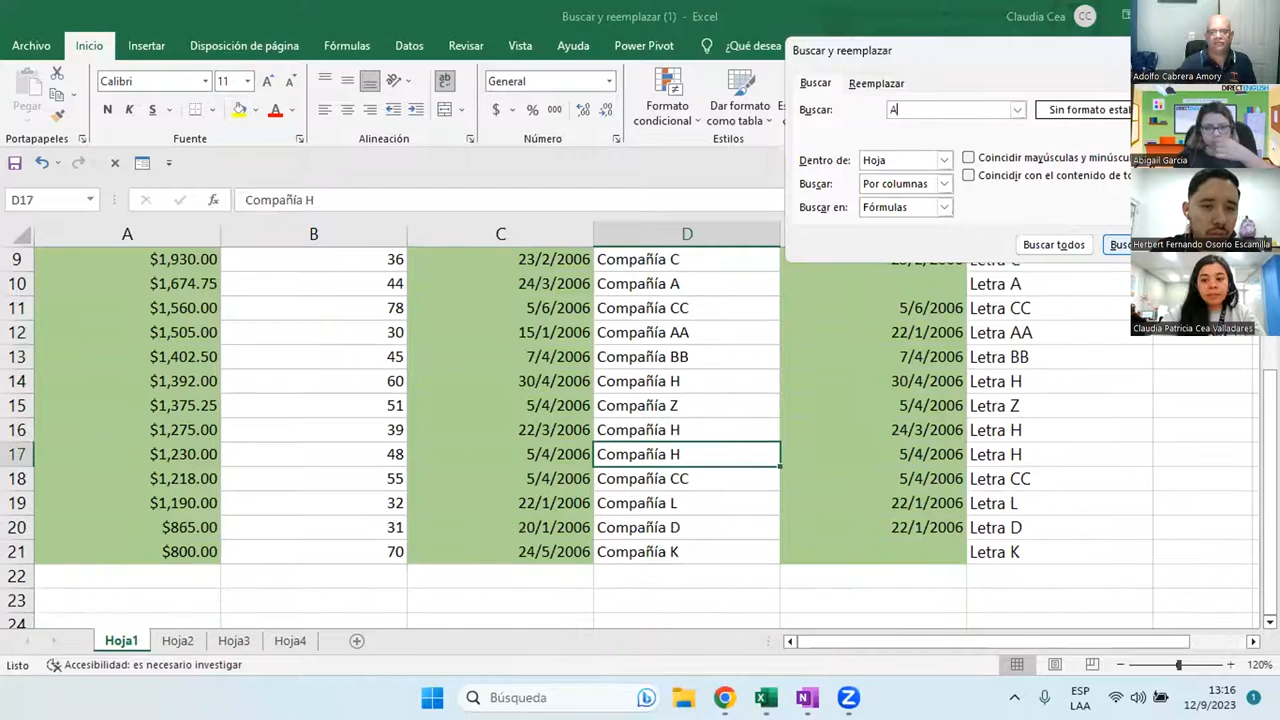 Buscar y reemplazar (1) - Excel
Claudia Cea
CC
Archivo Inicio Insertar Disposición de página Fórmulas Datos Revisar Vista Ayuda Power Pivot ¿Qué desea
Pegar
Calibri 11
N K S
General
$ % 000
Formato condicional
Dar formato como tabla
Portapapeles Fuente Alineación Número Estilos
Buscar y reemplazar
Buscar Reemplazar
Buscar: A
Sin formato estal
Dentro de: Hoja
Coincidir mayúsculas y minúscu
Buscar: Por columnas
Coincidir con el contenido de to
Buscar en: Fórmulas
Buscar todos
Busc
Adolfo Cabrera Amory
DIRECTENGLISH
Abigail Garcia
Herbert Fernando Osorio Escamilla
Claudia Patricia Cea Valladares
D17 fx Compañía H
A B C D
9 $1,930.00 36 23/2/2006 Compañía C
10 $1,674.75 44 24/3/2006 Compañía A Letra A
11 $1,560.00 78 5/6/2006 Compañía CC 5/6/2006 Letra CC
12 $1,505.00 30 15/1/2006 Compañía AA 22/1/2006 Letra AA
13 $1,402.50 45 7/4/2006 Compañía BB 7/4/2006 Letra BB
14 $1,392.00 60 30/4/2006 Compañía H 30/4/2006 Letra H
15 $1,375.25 51 5/4/2006 Compañía Z 5/4/2006 Letra Z
16 $1,275.00 39 22/3/2006 Compañía H 24/3/2006 Letra H
17 $1,230.00 48 5/4/2006 Compañía H 5/4/2006 Letra H
18 $1,218.00 55 5/4/2006 Compañía CC 5/4/2006 Letra CC
19 $1,190.00 32 22/1/2006 Compañía L 22/1/2006 Letra L
20 $865.00 31 20/1/2006 Compañía D 22/1/2006 Letra D
21 $800.00 70 24/5/2006 Compañía K Letra K
22
23
24
Hoja1 Hoja2 Hoja3 Hoja4
Listo Accesibilidad: es necesario investigar 120%
Búsqueda
ESP
LAA
13:16
12/9/2023
1